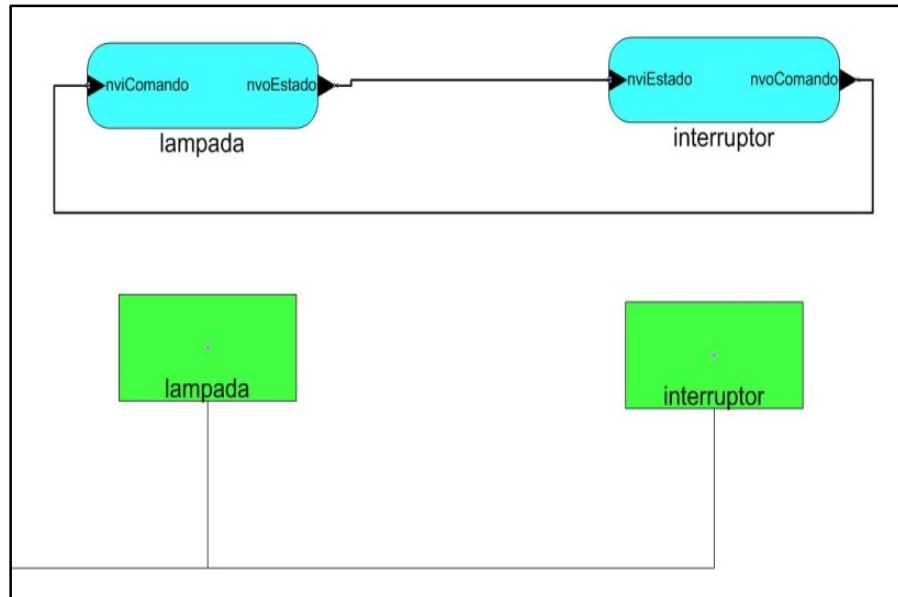 nviComando
nvoEstado
lampada
nviEstado
nvoComando
interruptor
lampada
interruptor